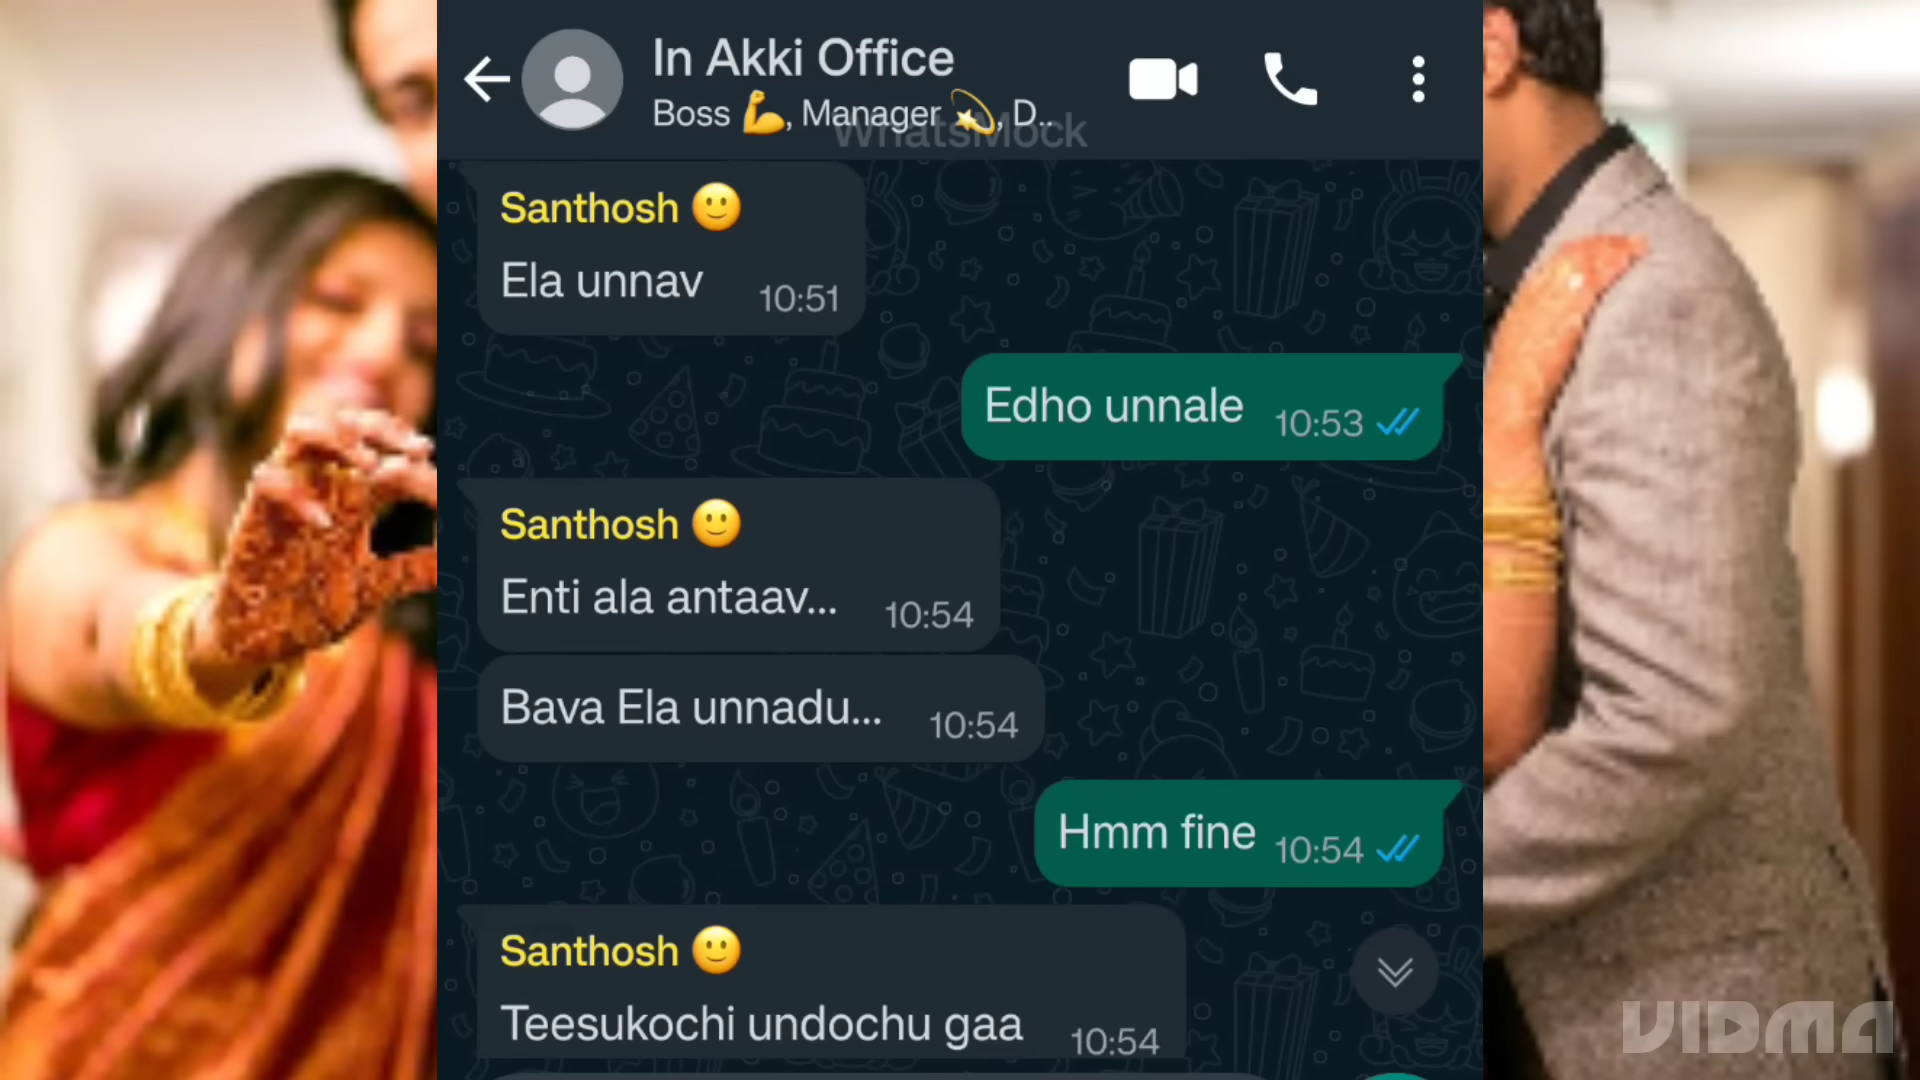 In Akki Office
Boss 💪, Manager 💫, D..
WhatsMock
Santhosh 🙂
Ela unnav 10:51
Edho unnale 10:53
Santhosh 🙂
Enti ala antaav... 10:54
Bava Ela unnadu... 10:54
Hmm fine 10:54
Santhosh 🙂
Teesukochi undochu gaa 10:54
VIDMA